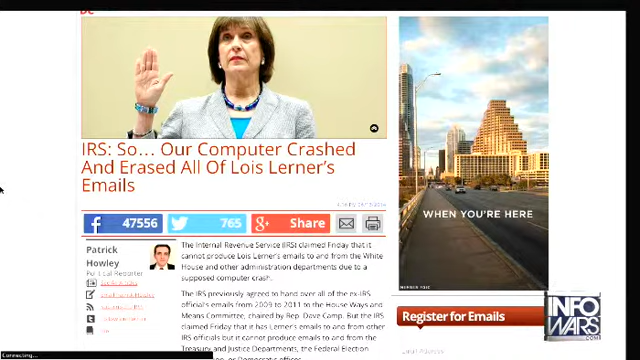 IRS: So… Our Computer Crashed
And Erased All Of Lois Lerner's
Emails
47556
765
Share
Patrick
Howley
Political Reporter
The Internal Revenue Service (IRS) claimed Friday that it
cannot produce Lois Lerner's emails to and from the White
House and other administration departments due to a
supposed computer crash.
The IRS previously agreed to hand over all of the ex-IRS
official's emails from 2009 to 2011 to the House Ways and
Means Committee, chaired by Rep. Dave Camp. But the IRS
claimed Friday that it has Lerner's emails to and from other
IRS officials but it cannot produce emails to and from the
Treasury and Justice Departments, the Federal Election
WHEN YOU'RE HERE
Register for Emails
INFO
WARS
.COM
Connecting...